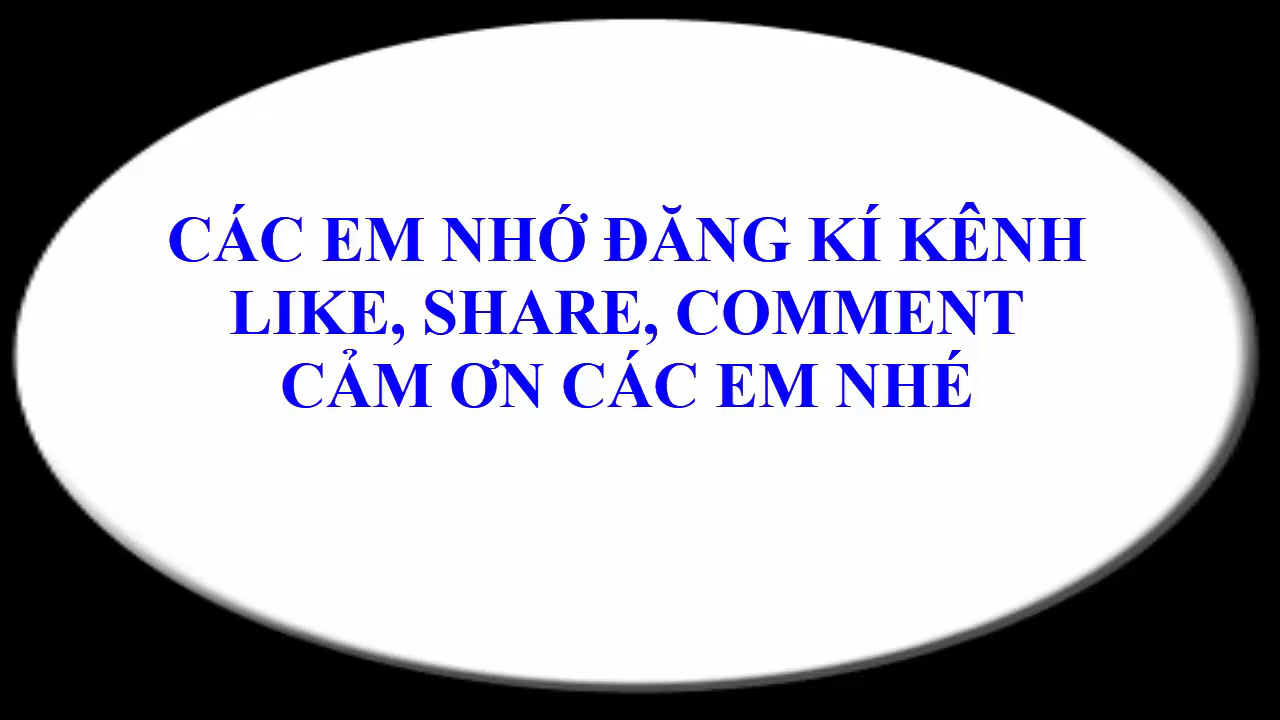 CÁC EM NHỚ ĐĂNG KÍ KÊNH
LIKE, SHARE, COMMENT
CẢM ƠN CÁC EM NHÉ